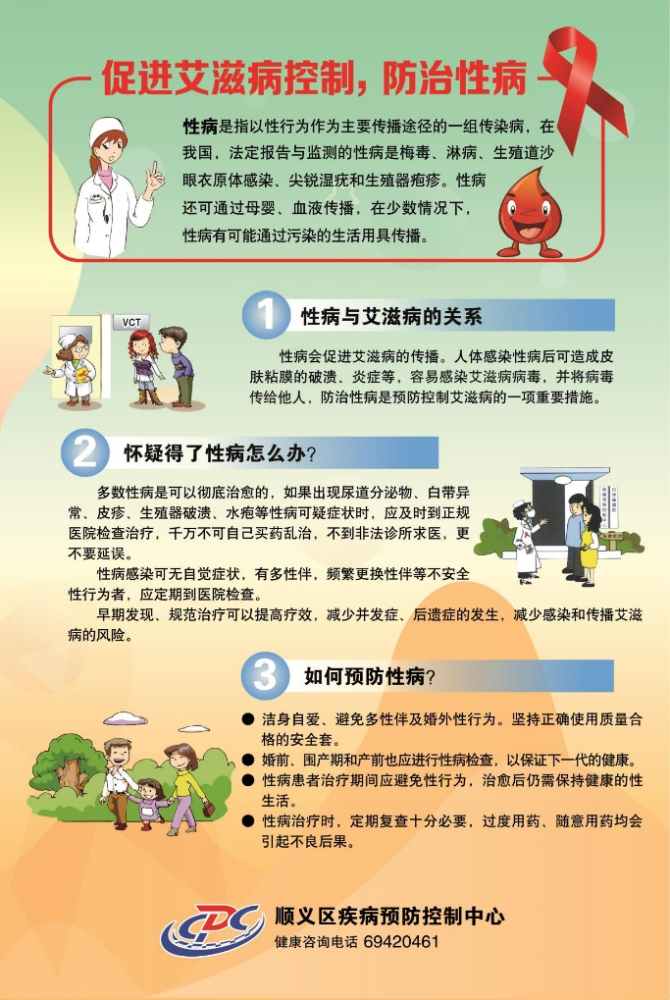 促进艾滋病控制，防治性病
性病是指以性行为作为主要传播途径的一组传染病，在
我国，法定报告与监测的性病是梅毒、淋病、生殖道沙
眼衣原体感染、尖锐湿疣和生殖器疱疹。性病
还可通过母婴、血液传播，在少数情况下，
性病有可能通过污染的生活用具传播。
VCT
1 性病与艾滋病的关系
性病会促进艾滋病的传播。人体感染性病后可造成皮
肤粘膜的破溃、炎症等，容易感染艾滋病病毒，并将病毒
传给他人，防治性病是预防控制艾滋病的一项重要措施。
2 怀疑得了性病怎么办？
多数性病是可以彻底治愈的，如果出现尿道分泌物、白带异
常、皮疹、生殖器破溃、水疱等性病可疑症状时，应及时到正规
医院检查治疗，千万不可自己买药乱治，不到非法诊所求医，更
不要延误。
性病感染可无自觉症状，有多性伴，频繁更换性伴等不安全
性行为者，应定期到医院检查。
早期发现、规范治疗可以提高疗效，减少并发症、后遗症的发生，减少感染和传播艾滋
病的风险。
3 如何预防性病？
● 洁身自爱、避免多性伴及婚外性行为。坚持正确使用质量合
格的安全套。
● 婚前、围产期和产前也应进行性病检查，以保证下一代的健康。
● 性病患者治疗期间应避免性行为，治愈后仍需保持健康的性
生活。
● 性病治疗时，定期复查十分必要，过度用药、随意用药均会
引起不良后果。
CDC
顺义区疾病预防控制中心
健康咨询电话 69420461